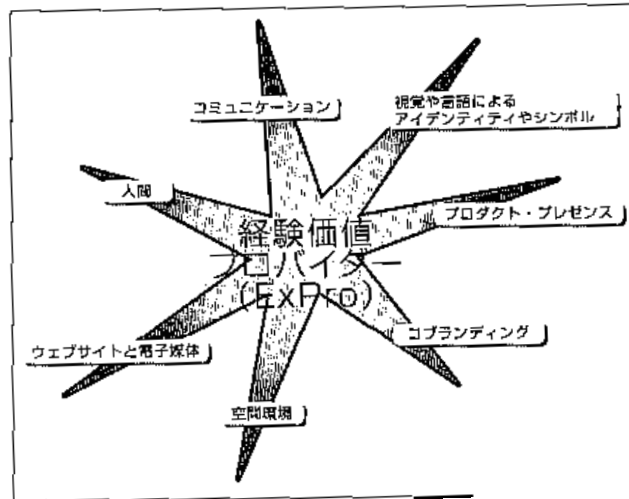 コミュニケーション
視覚や言語による
アイデンティティやシンボル
人間
プロダクト・プレゼンス
経験価値
プロバイダー
(ExPro)
コブランディング
ウェブサイトと電子媒体
空間環境